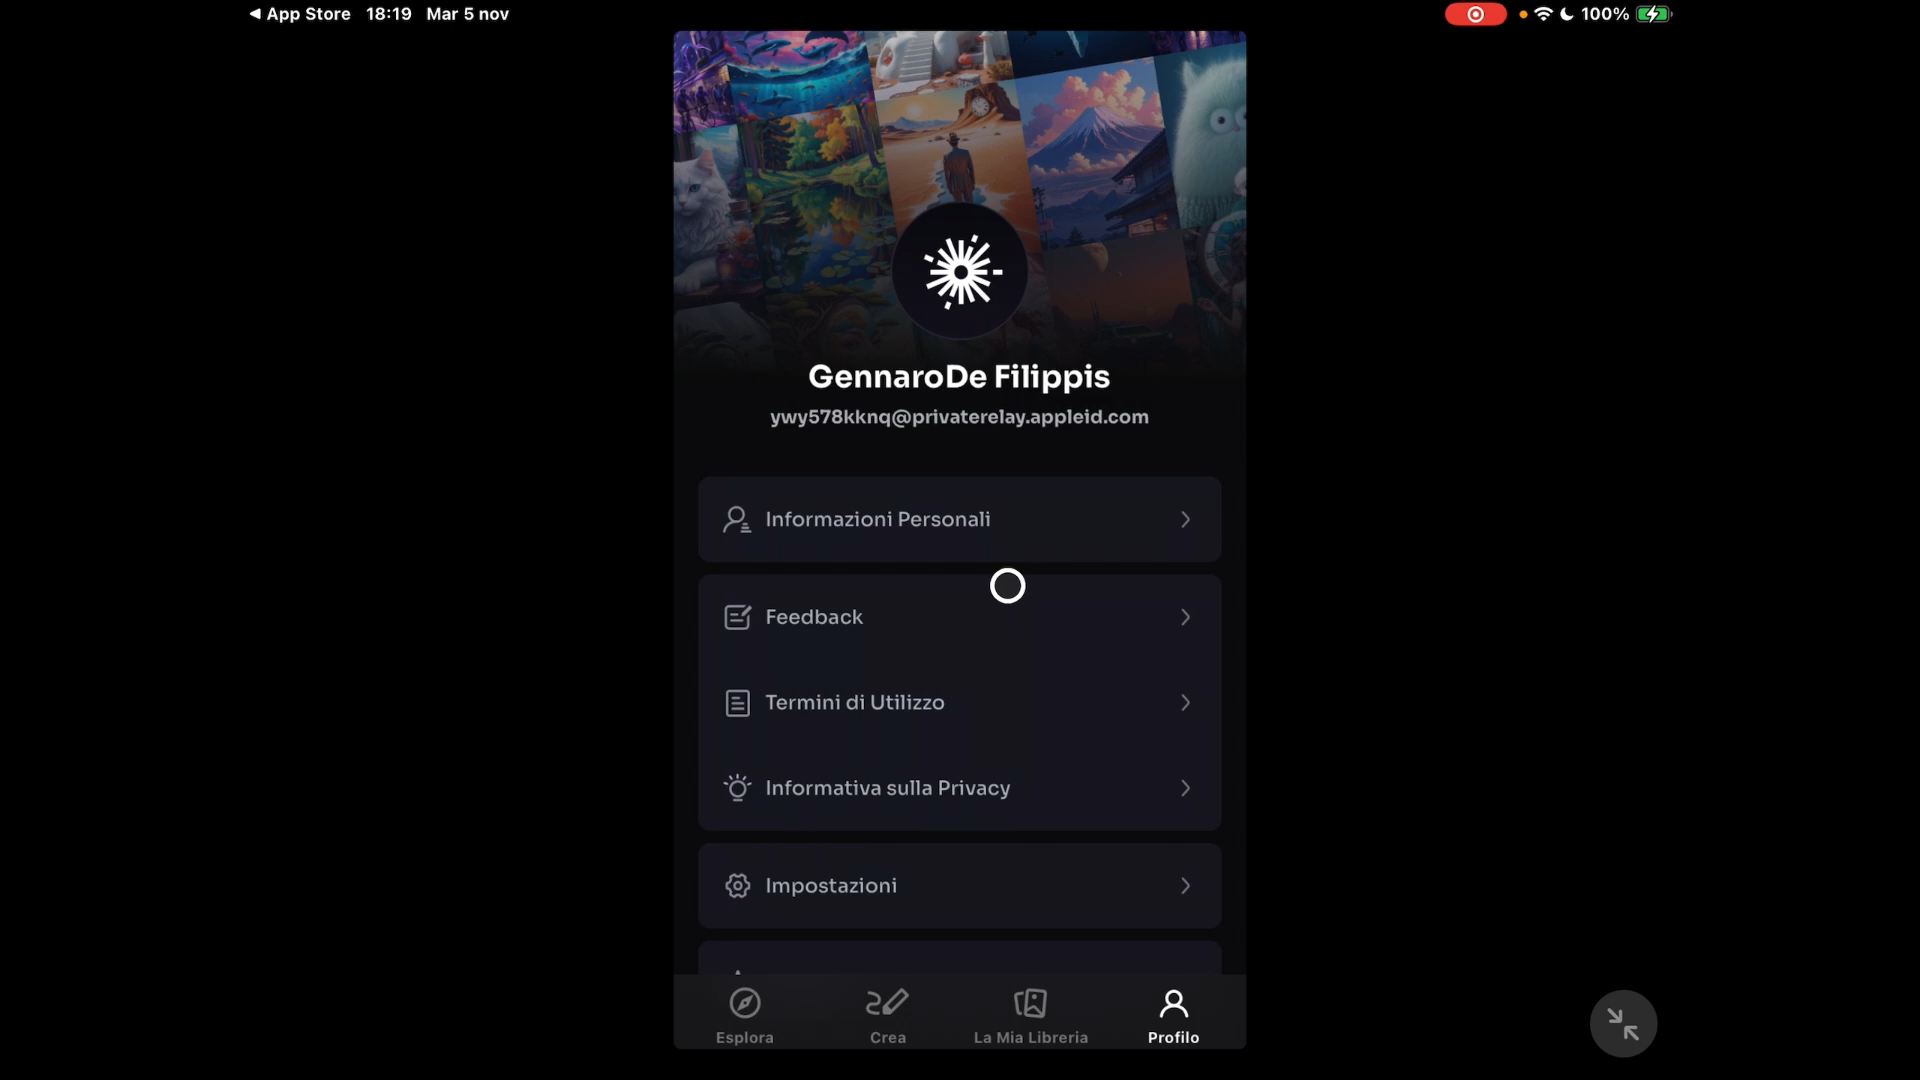 App Store 18:19 Mar 5 nov 100%
GennaroDe Filippis
ywy578kknq@privaterelay.appleid.com
Informazioni Personali
Feedback
Termini di Utilizzo
Informativa sulla Privacy
Impostazioni
Esplora Crea La Mia Libreria Profilo